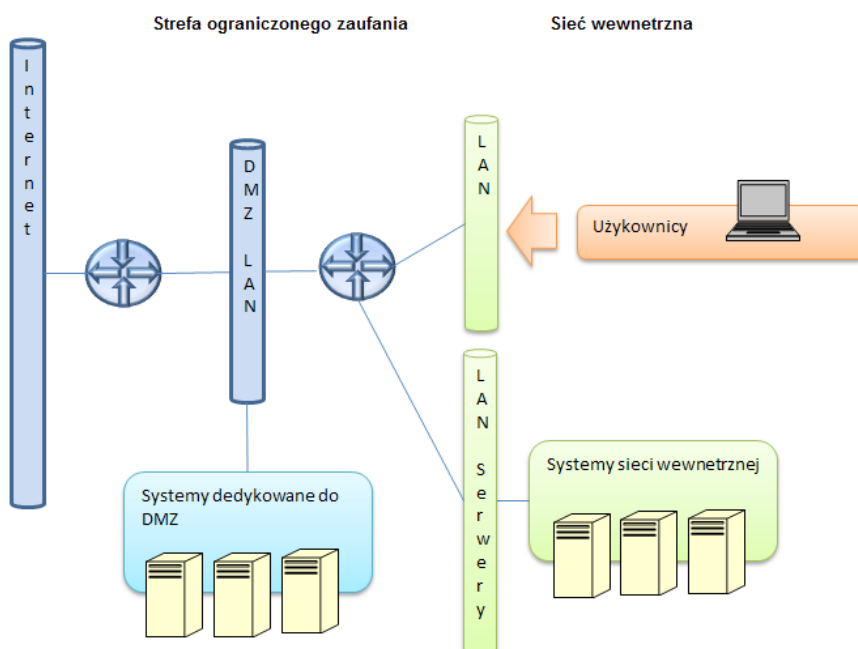 Strefa ograniczonego zaufania
Sieć wewnetrzna
Internet
DMZ LAN
LAN
Użykownicy
LAN Serwery
Systemy dedykowane do
DMZ
Systemy sieci wewnetrznej